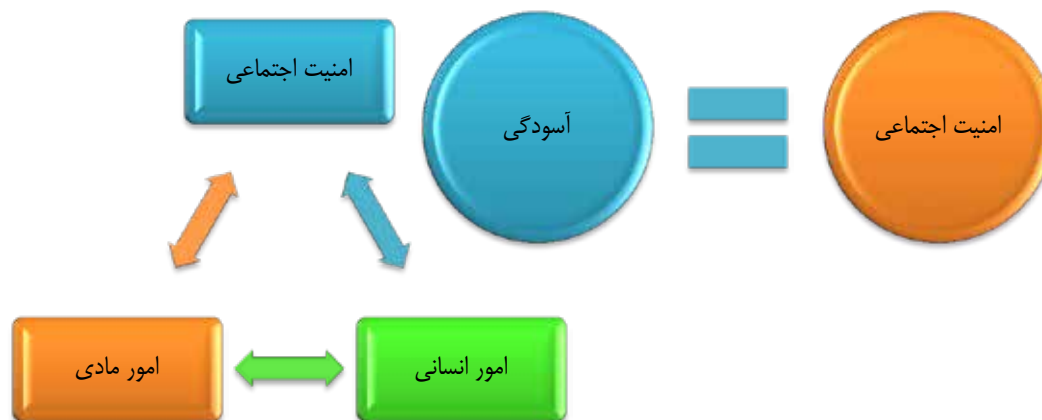 امنیت اجتماعی
آسودگی
امنیت اجتماعی
امور انسانی
امور مادی